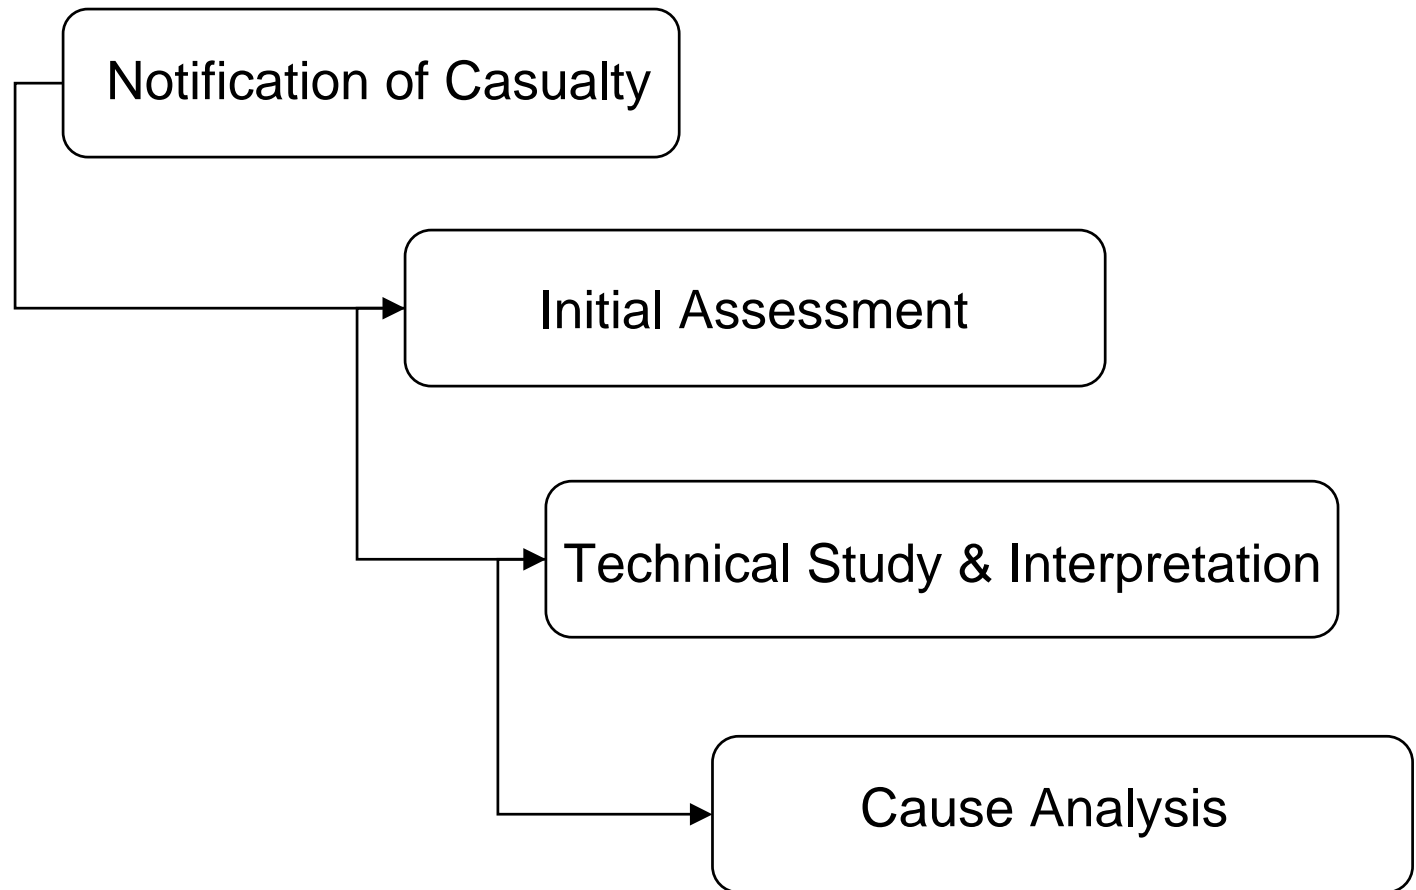 Notification of Casualty
Initial Assessment
Technical Study & Interpretation
Cause Analysis